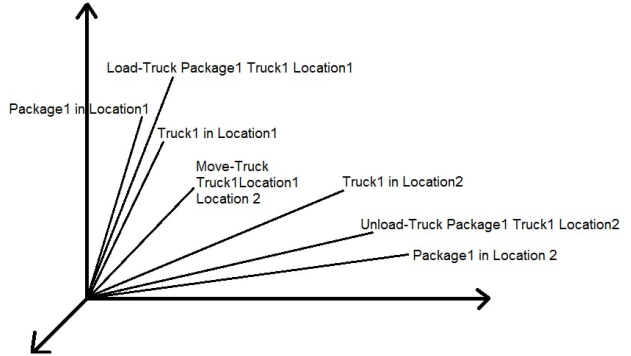 Load-Truck Package1 Truck1 Location1
Package1 in Location1
Truck1 in Location1
Move-Truck
Truck1Location1
Location 2
Truck1 in Location2
Unload-Truck Package1 Truck1 Location2
Package1 in Location 2